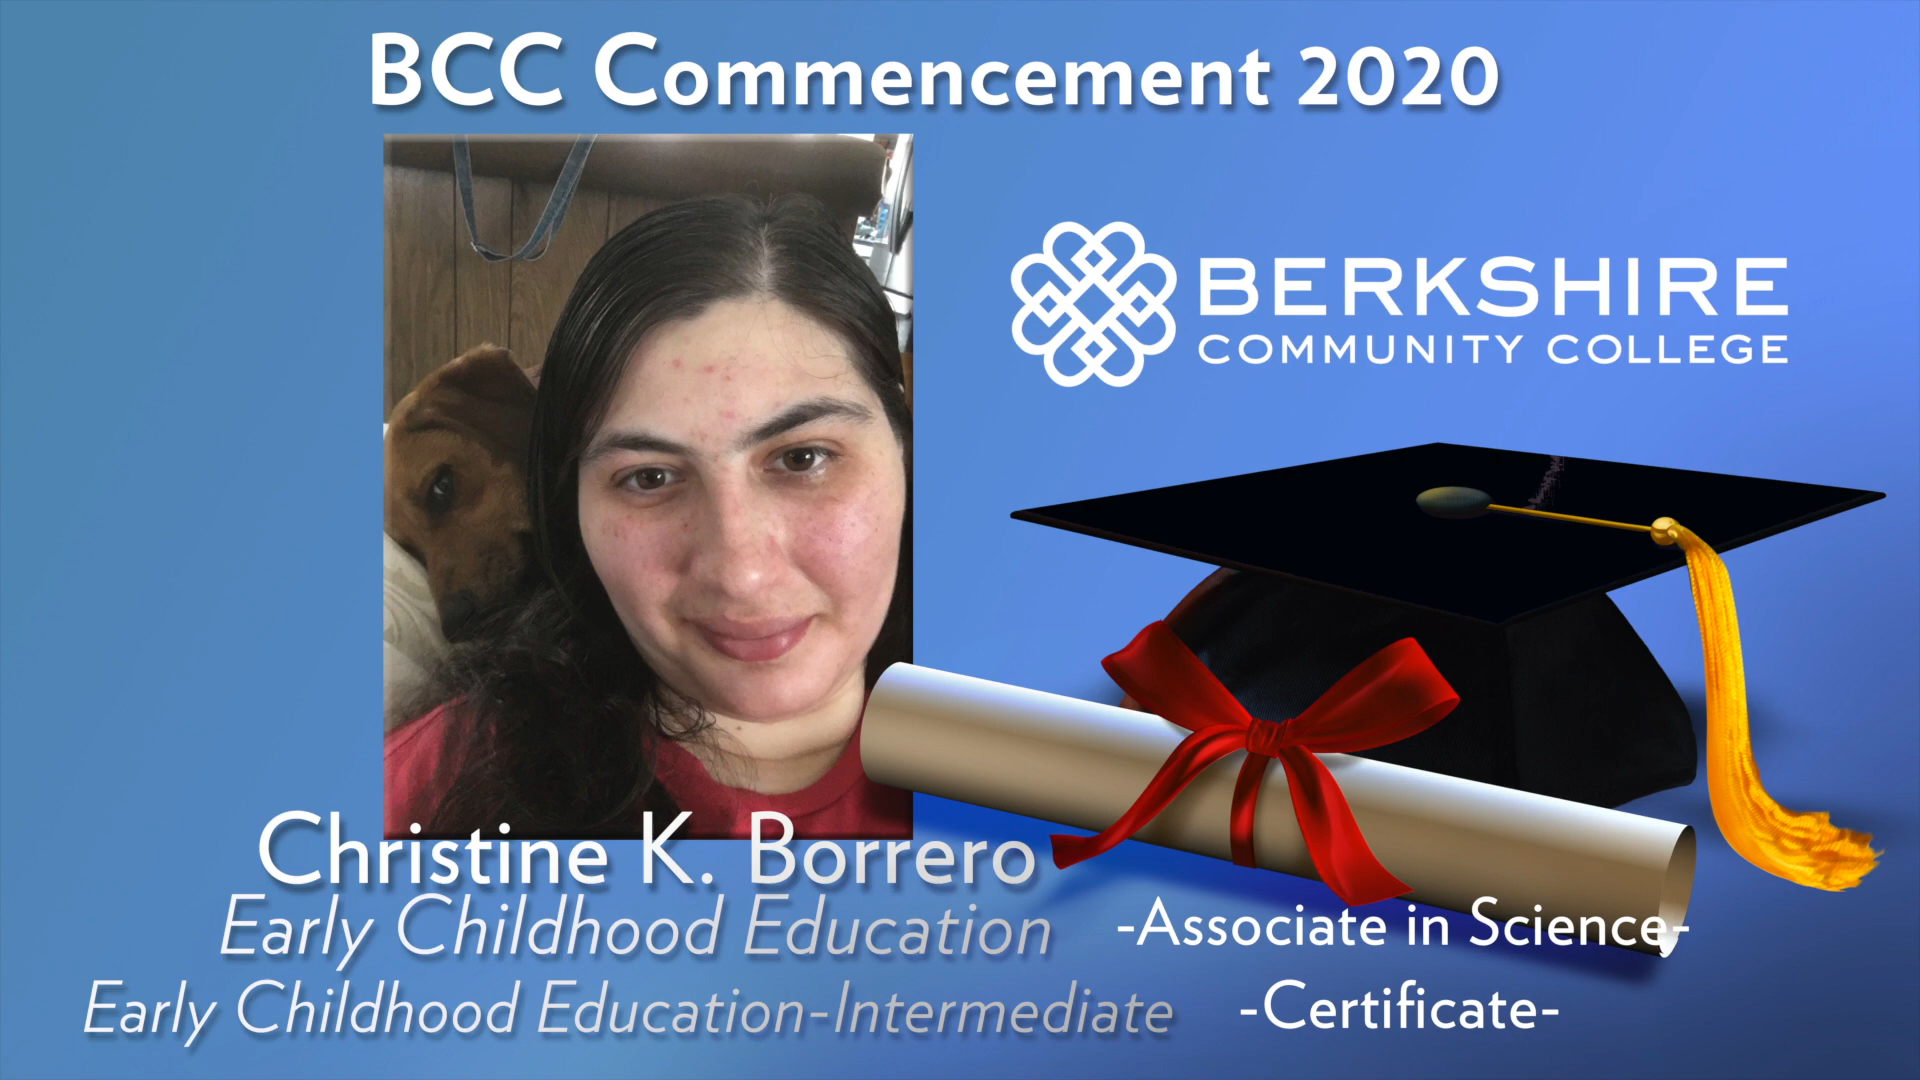 BCC Commencement 2020
BERKSHIRE
COMMUNITY COLLEGE
Christine K. Borrero
Early Childhood Education -Associate in Science-
Early Childhood Education-Intermediate -Certificate-